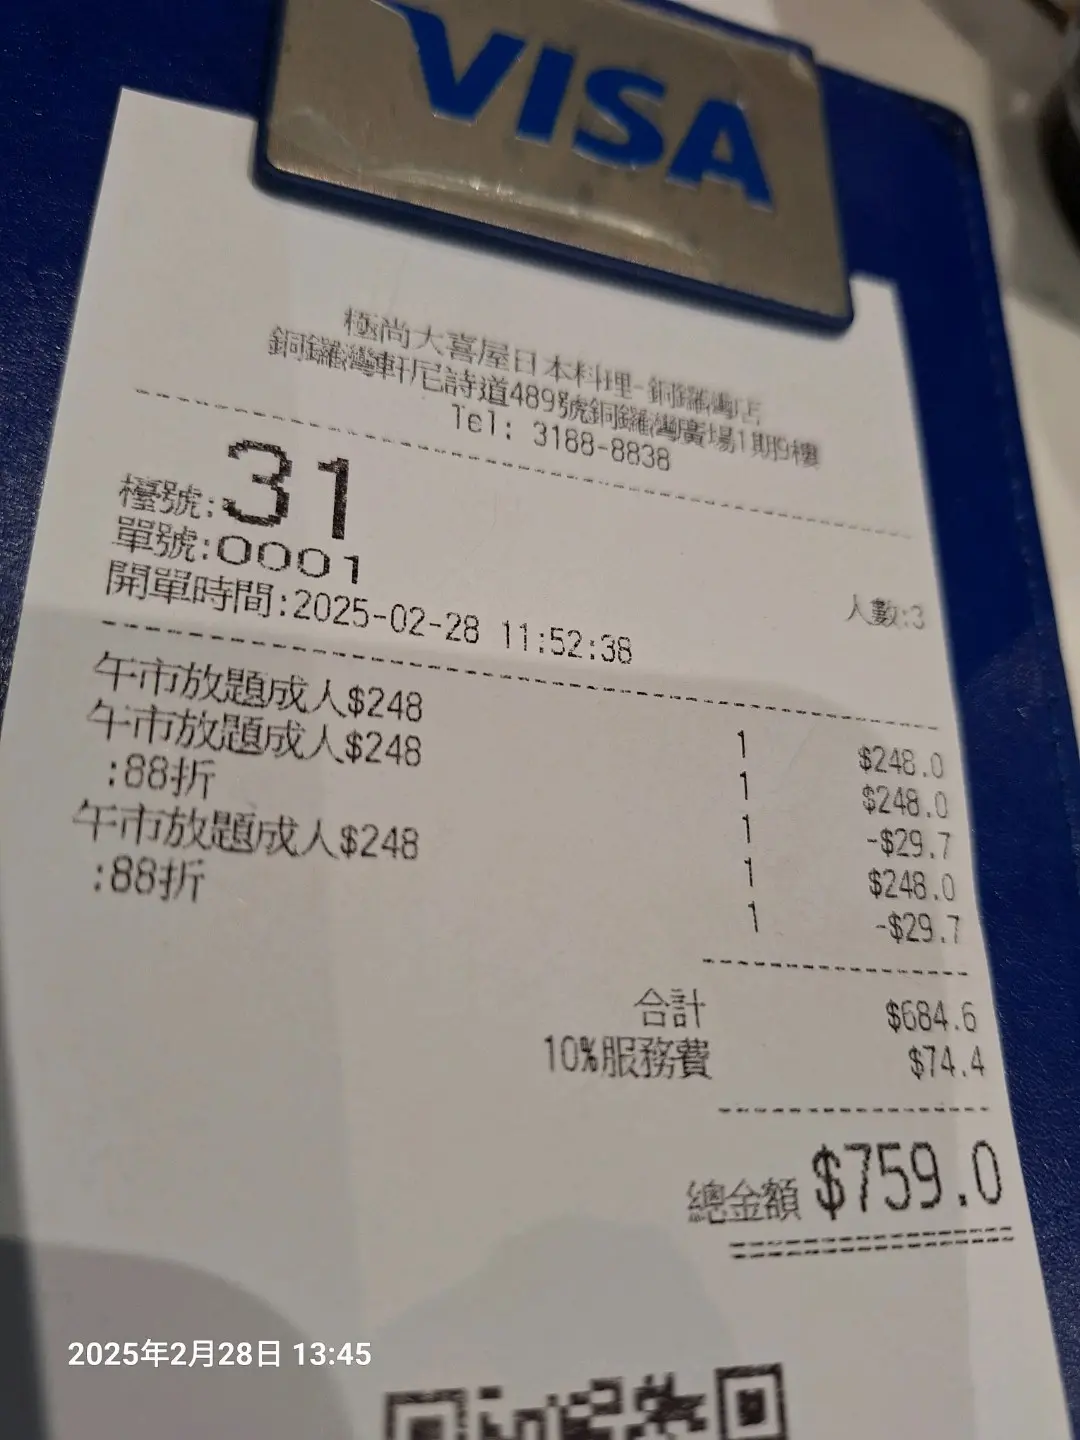 VISA
極尚大喜屋日本料理-銅鑼灣店
銅鑼灣軒尼詩道489號銅鑼灣廣場1期9樓
Tel: 3188-8838
檯號:31
單號:0001
人數:3
開單時間:2025-02-28 11:52:38
午市放題成人$248 1 $248.0
午市放題成人$248 1 $248.0
:88折 1 -$29.7
午市放題成人$248 1 $248.0
:88折 1 -$29.7
合計 $684.6
10%服務費 $74.4
總金額 $759.0
2025年2月28日 13:45